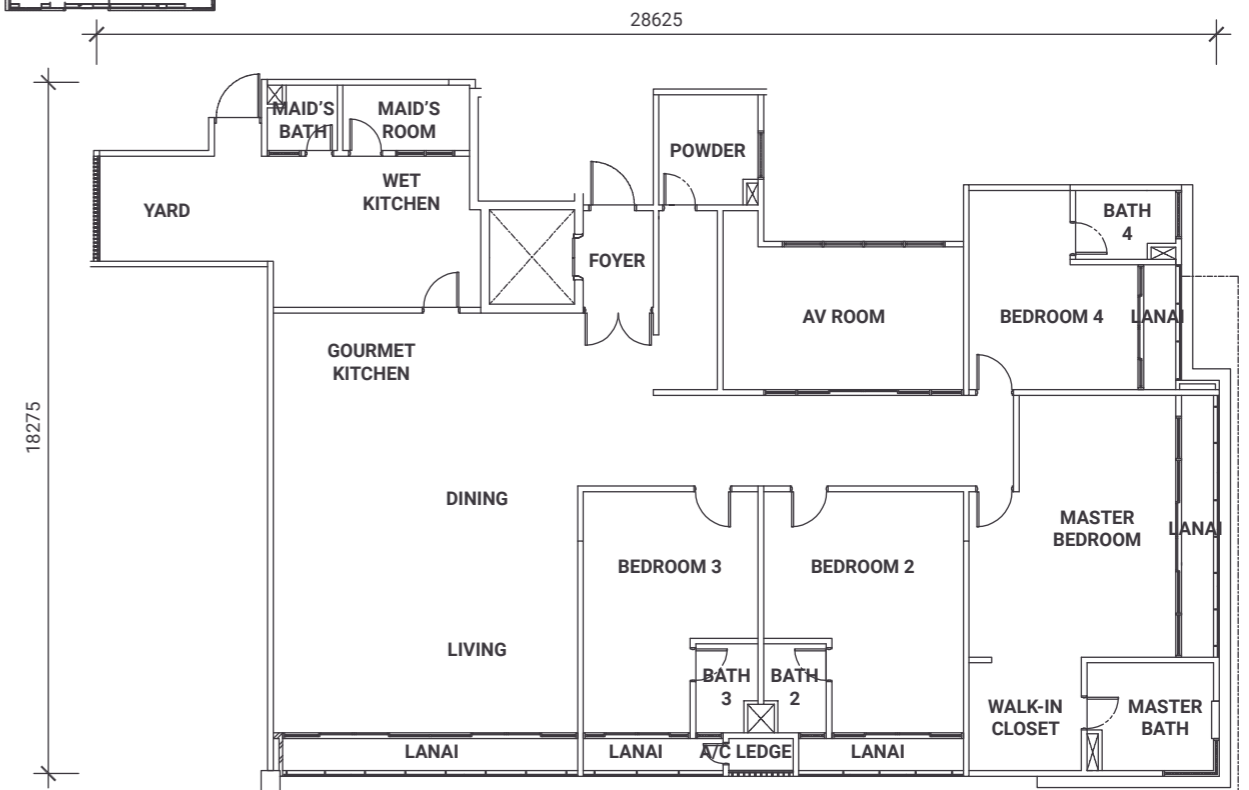 28625
18275
MAID'S
BATH
MAID'S
ROOM
POWDER
WET
KITCHEN
YARD
BATH
4
FOYER
AV ROOM
BEDROOM 4
LANAI
GOURMET
KITCHEN
DINING
MASTER
BEDROOM
LANAI
BEDROOM 3
BEDROOM 2
LIVING
BATH
3
BATH
2
WALK-IN
CLOSET
MASTER
BATH
LANAI
LANAI
A/C LEDGE
LANAI